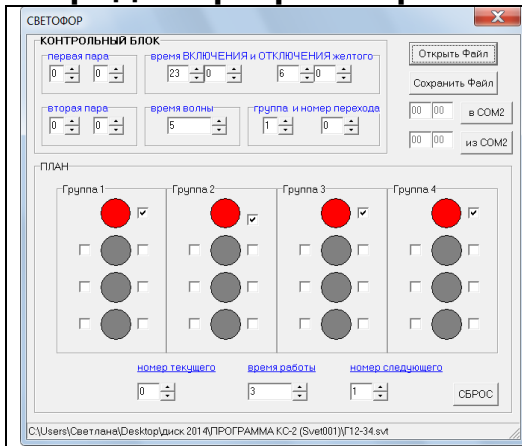 СВЕТОФОР
КОНТРОЛЬНЫЙ БЛОК
первая пара время ВКЛЮЧЕНИЯ и ОТКЛЮЧЕНИЯ желтого Открыть Файл
0 0 23 0 6 0
Сохранить Файл
вторая пара время волны группа и номер перехода
0 0 5 1 0
00 00 в COM2
00 00 из COM2
ПЛАН
Группа 1 Группа 2 Группа 3 Группа 4
номер текущего время работы номер следующего
0 3 1 СБРОС
C:\Users\Светлана\Desktop\диск 2014\ПРОГРАММА КС-2 (Svet001)\Г12-34.svt